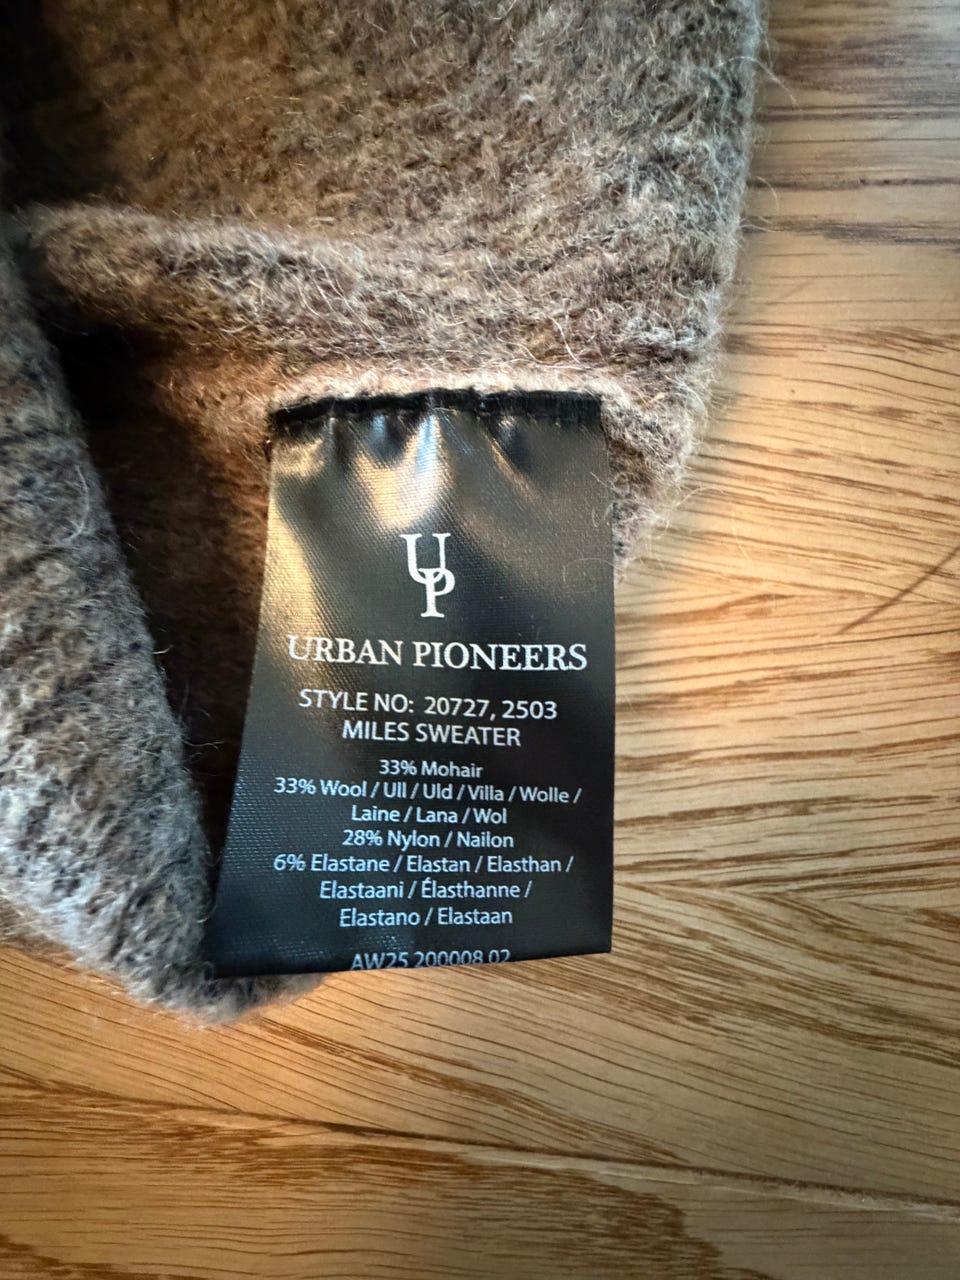 UP
URBAN PIONEERS
STYLE NO: 20727, 2503
MILES SWEATER
33% Mohair
33% Wool / Ull / Uld / Villa / Wolle /
Laine / Lana / Wol
28% Nylon / Nailon
6% Elastane / Elastan / Elasthan /
Elastaani / Élasthanne /
Elastano / Elastaan
AW25 200008 02